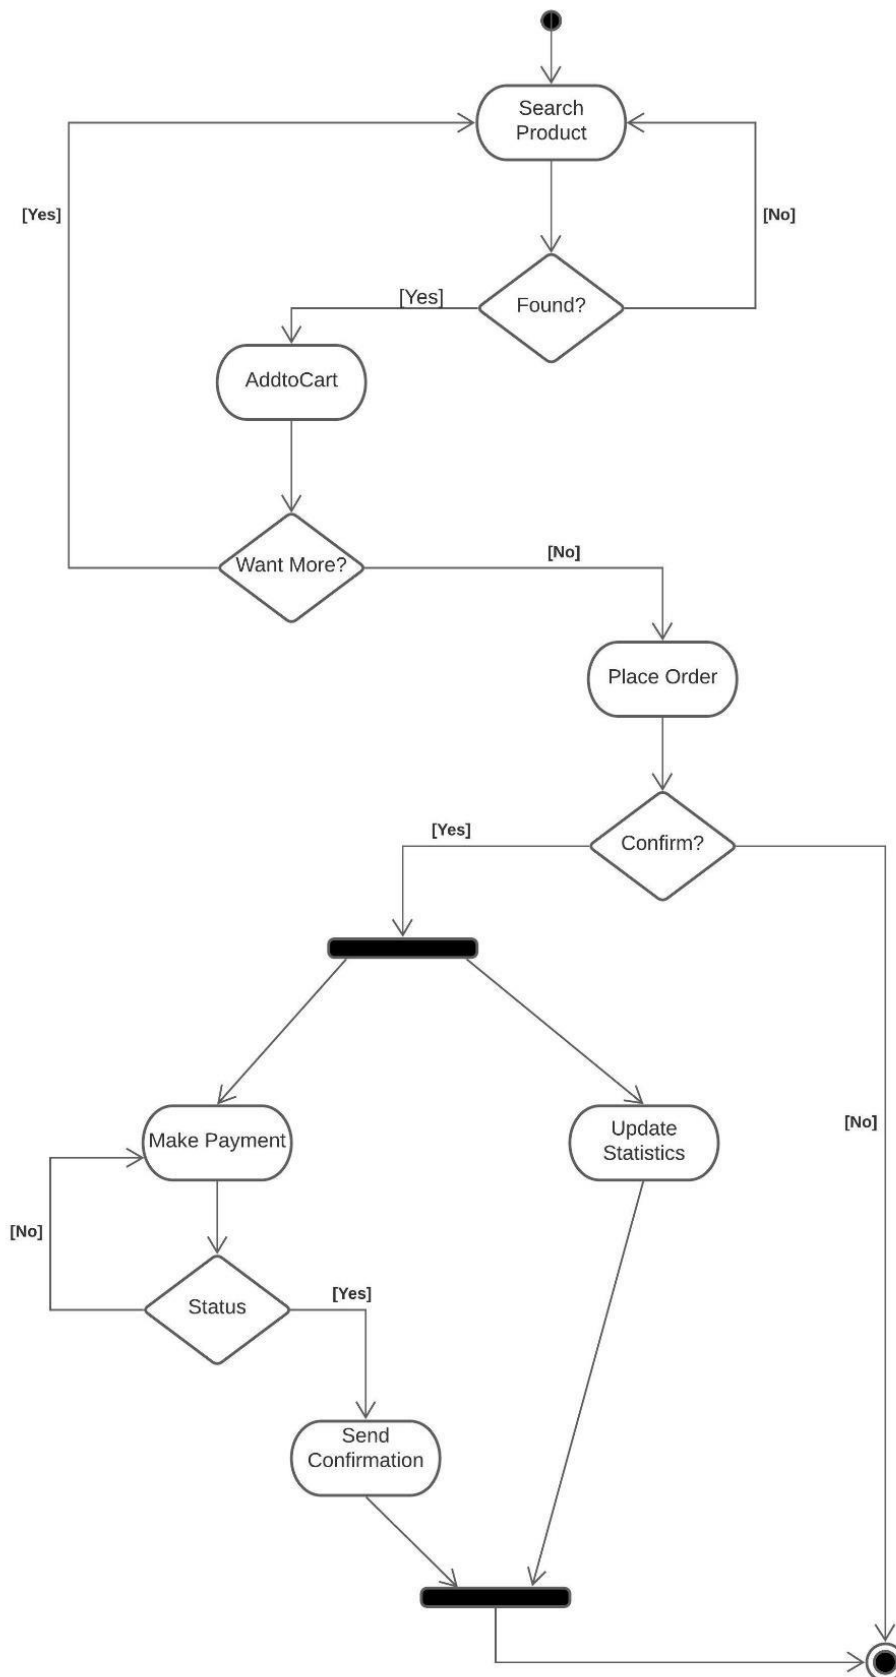 Search
Product
[Yes]
[No]
[Yes]
Found?
AddtoCart
Want More?
[No]
Place Order
[Yes]
Confirm?
Make Payment
Update
Statistics
[No]
[No]
Status
[Yes]
Send
Confirmation